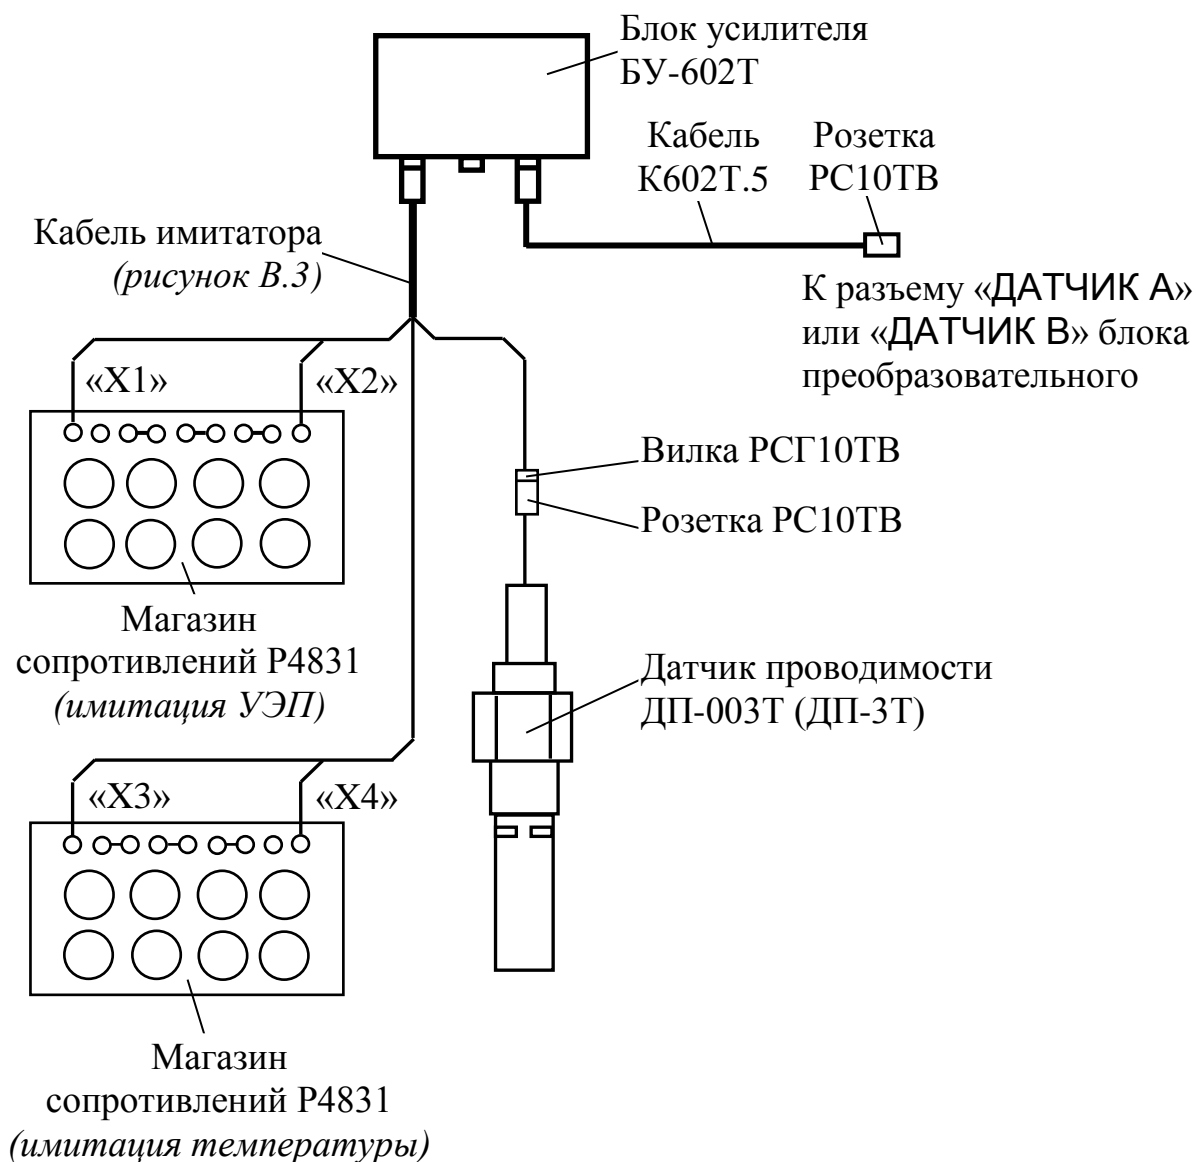 Блок усилителя
БУ-602Т
Кабель
К602Т.5
Розетка
РС10ТВ
Кабель имитатора
(рисунок В.3)
К разъему «ДАТЧИК А»
или «ДАТЧИК В» блока
преобразовательного
«Х1»
«Х2»
Вилка РСГ10ТВ
Розетка РС10ТВ
Магазин
сопротивлений Р4831
(имитация УЭП)
Датчик проводимости
ДП-003Т (ДП-3Т)
«Х3»
«Х4»
Магазин
сопротивлений Р4831
(имитация температуры)